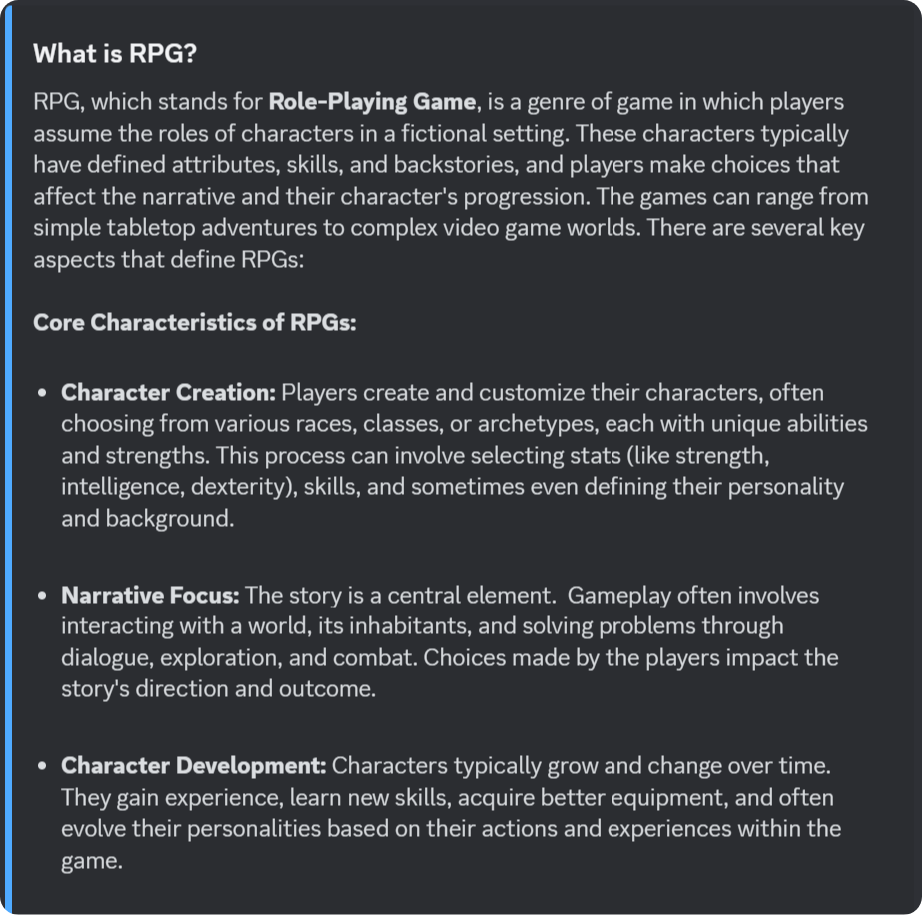 What is RPG?
RPG, which stands for Role-Playing Game, is a genre of game in which players
assume the roles of characters in a fictional setting. These characters typically
have defined attributes, skills, and backstories, and players make choices that
affect the narrative and their character's progression. The games can range from
simple tabletop adventures to complex video game worlds. There are several key
aspects that define RPGs:
Core Characteristics of RPGs:
• Character Creation: Players create and customize their characters, often
choosing from various races, classes, or archetypes, each with unique abilities
and strengths. This process can involve selecting stats (like strength,
intelligence, dexterity), skills, and sometimes even defining their personality
and background.
• Narrative Focus: The story is a central element.  Gameplay often involves
interacting with a world, its inhabitants, and solving problems through
dialogue, exploration, and combat. Choices made by the players impact the
story's direction and outcome.
• Character Development: Characters typically grow and change over time.
They gain experience, learn new skills, acquire better equipment, and often
evolve their personalities based on their actions and experiences within the
game.